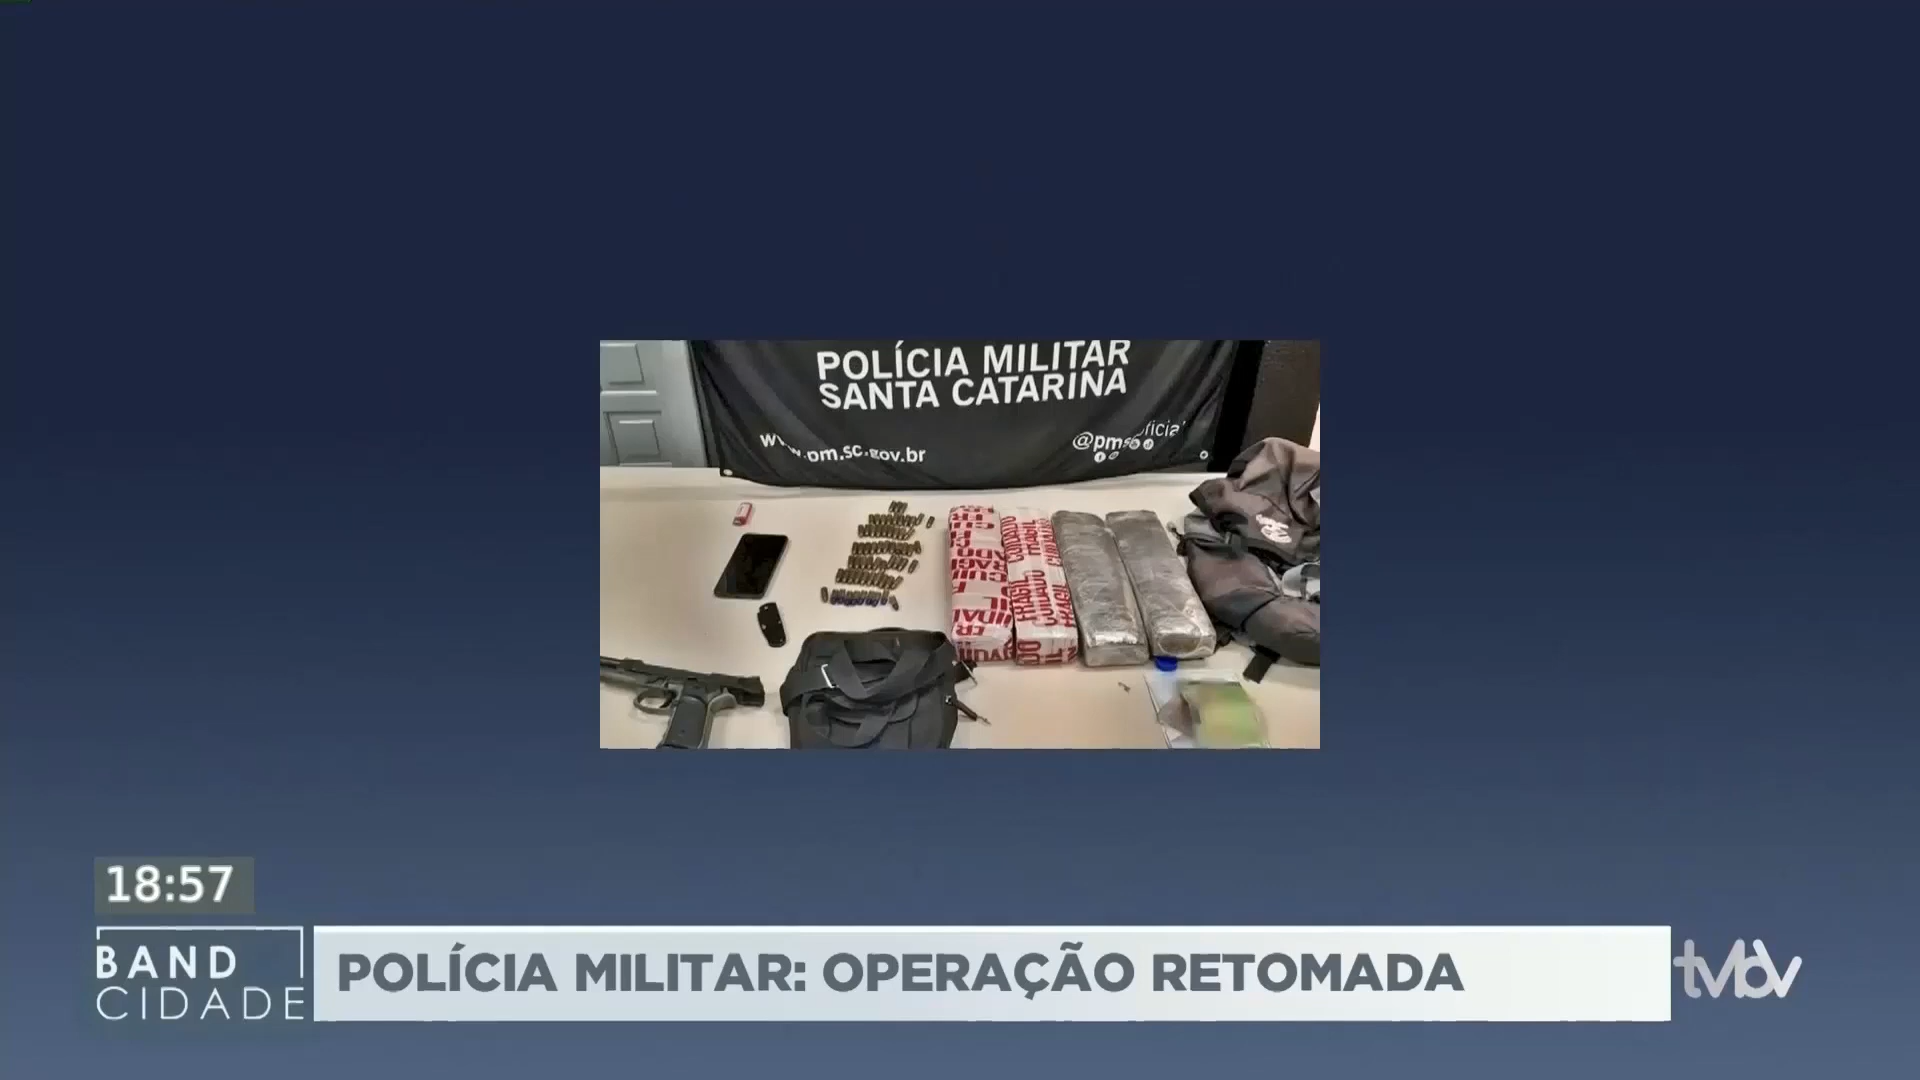 POLÍCIA MILITAR
SANTA CATARINA
www.pm.sc.gov.br
18:57
BAND
CIDADE
POLÍCIA MILITAR: OPERAÇÃO RETOMADA
tvbv